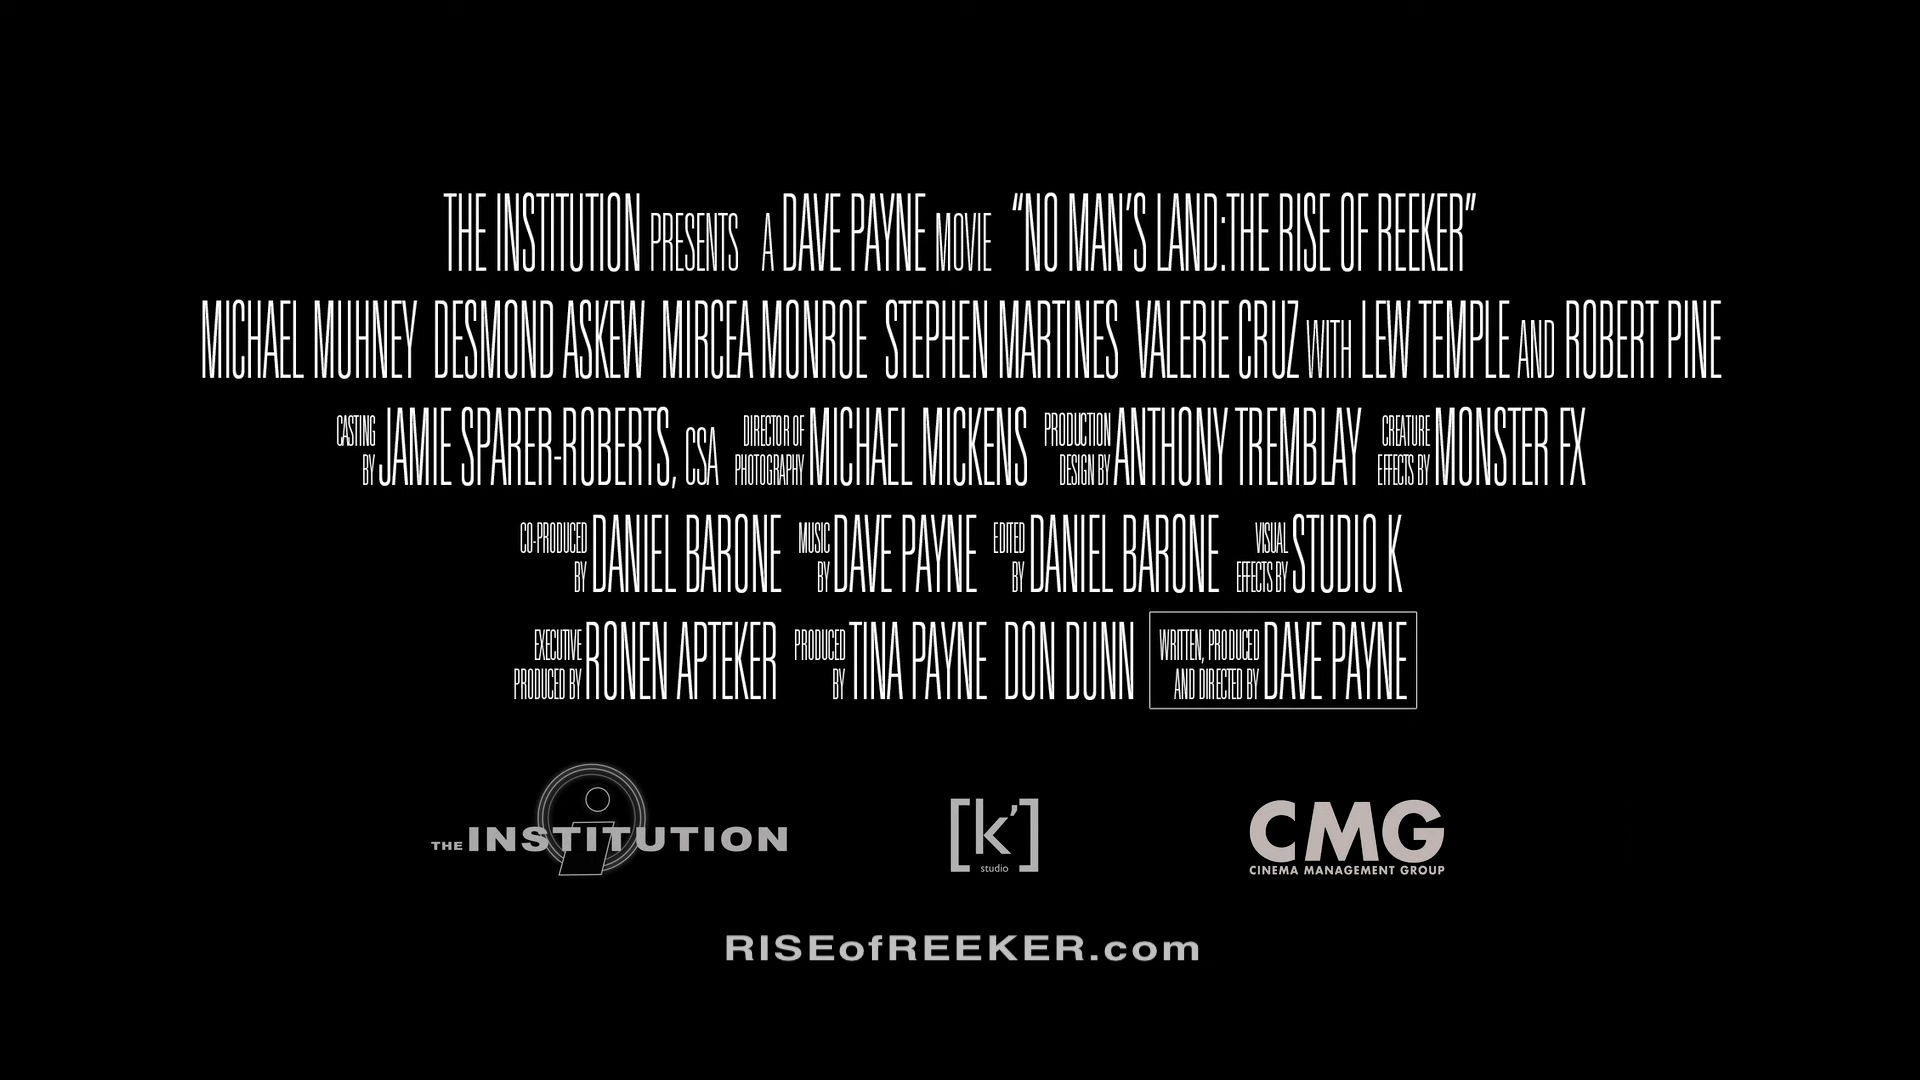 THE INSTITUTION PRESENTS A DAVE PAYNE MOVIE “NO MAN’S LAND:THE RISE OF REEKER”
MICHAEL MUHNEY DESMOND ASKEW MIRCEA MONROE STEPHEN MARTINES VALERIE CRUZ WITH LEW TEMPLE AND ROBERT PINE
CASTING BY JAMIE SPARER-ROBERTS, CSA DIRECTOR OF PHOTOGRAPHY MICHAEL MICKENS PRODUCTION DESIGN BY ANTHONY TREMBLAY CREATURE EFFECTS BY MONSTER FX
CO-PRODUCED BY DANIEL BARONE MUSIC BY DAVE PAYNE EDITED BY DANIEL BARONE VISUAL EFFECTS BY STUDIO K
EXECUTIVE PRODUCED BY RONEN APTEKER PRODUCED BY TINA PAYNE DON DUNN WRITTEN, PRODUCED AND DIRECTED BY DAVE PAYNE
THE INSTITUTION
[k’]
studio
CMG
CINEMA MANAGEMENT GROUP
RISEofREEKER.com